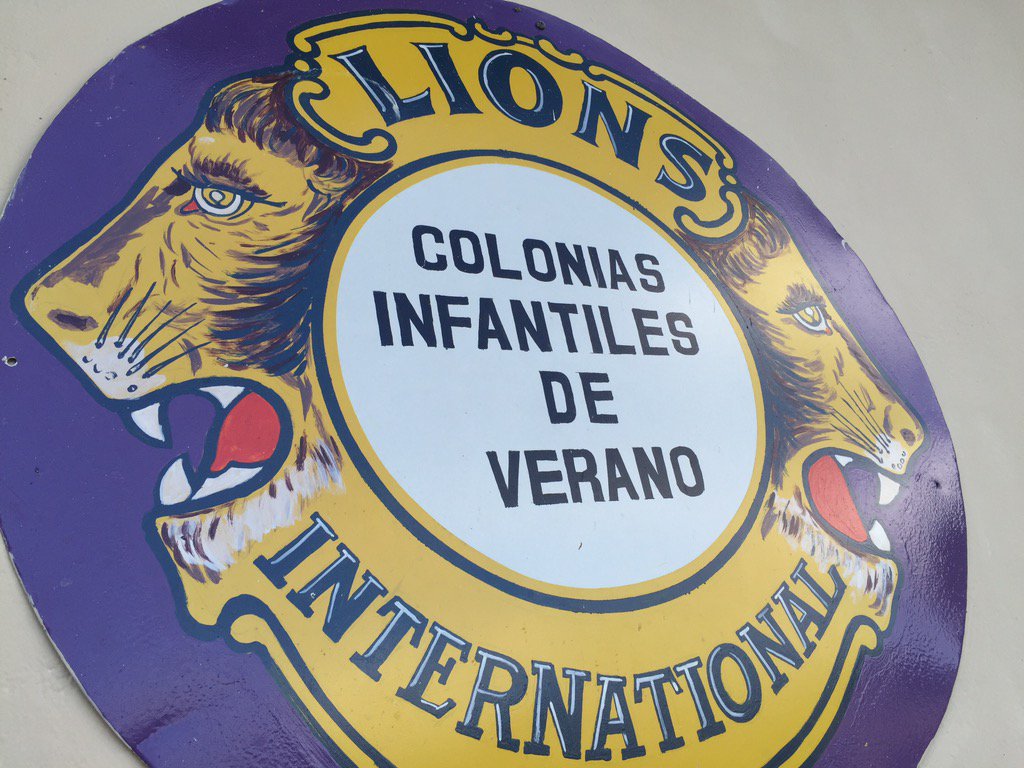 LIONS
COLONIAS
INFANTILES
DE
VERANO
INTERNATIONAL